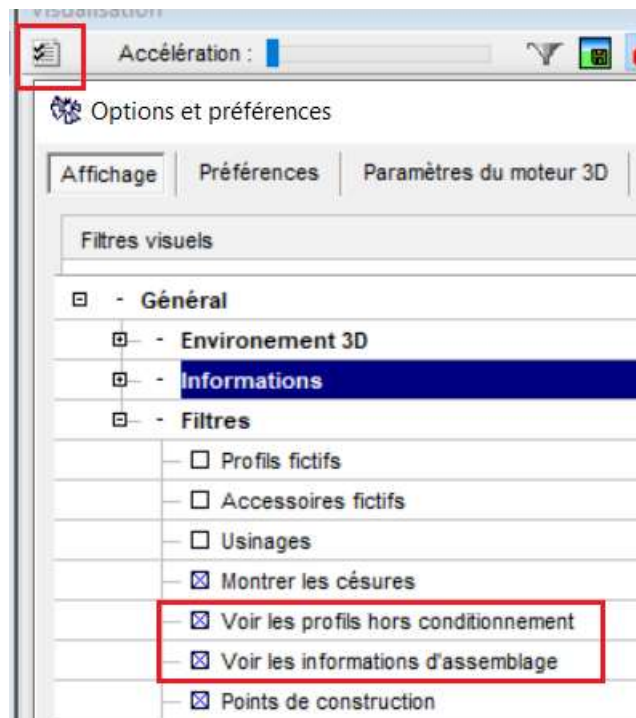 Visualisation
Accélération :
Options et préférences
Affichage Préférences Paramètres du moteur 3D
Filtres visuels
- Général
- Environement 3D
- Informations
- Filtres
Profils fictifs
Accessoires fictifs
Usinages
Montrer les césures
Voir les profils hors conditionnement
Voir les informations d'assemblage
Points de construction